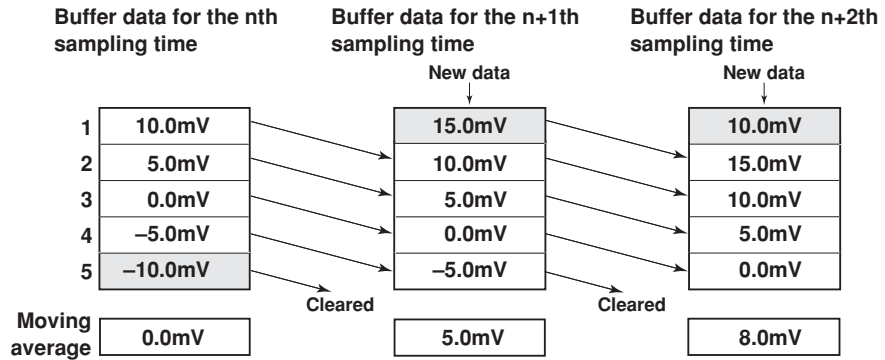 Buffer data for the nth sampling time
Buffer data for the n+1th sampling time
Buffer data for the n+2th sampling time
New data
New data
1 10.0mV 15.0mV 10.0mV
2 5.0mV 10.0mV 15.0mV
3 0.0mV 5.0mV 10.0mV
4 –5.0mV 0.0mV 5.0mV
5 –10.0mV –5.0mV 0.0mV
Cleared
Cleared
Moving average 0.0mV 5.0mV 8.0mV